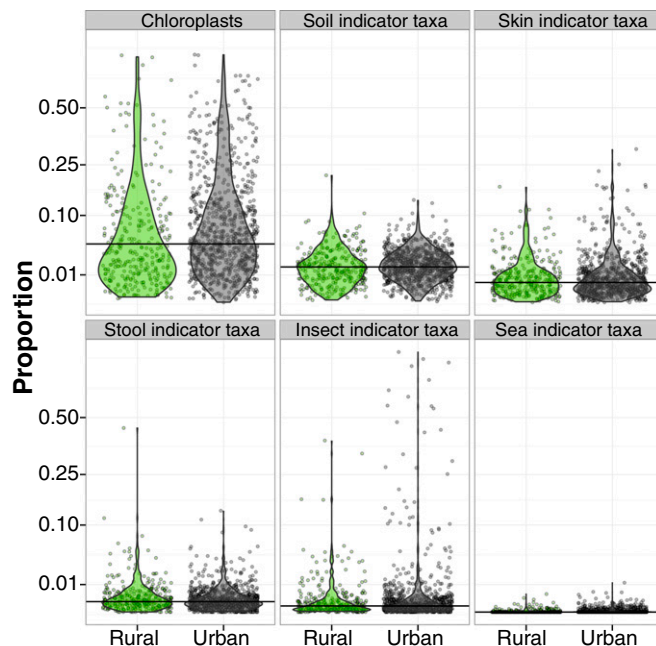 Chloroplasts
Soil indicator taxa
Skin indicator taxa
0.50
0.25
0.10
0.01
Proportion
Stool indicator taxa
Insect indicator taxa
Sea indicator taxa
0.50
0.25
0.10
0.01
Rural
Urban
Rural
Urban
Rural
Urban